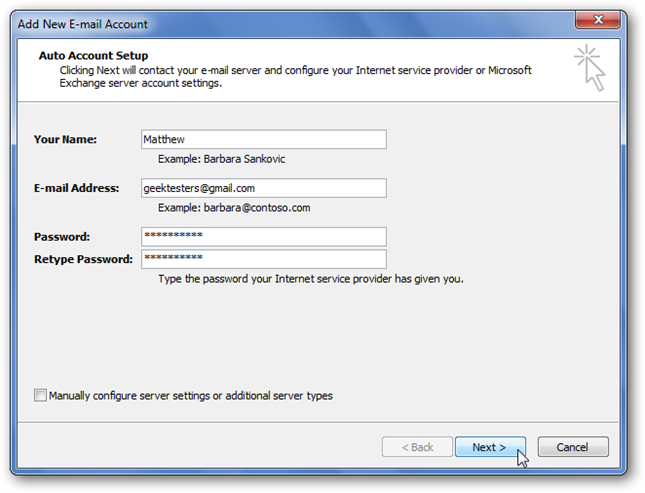 Add New E-mail Account
Auto Account Setup
Clicking Next will contact your e-mail server and configure your Internet service provider or Microsoft
Exchange server account settings.
Your Name: Matthew
Example: Barbara Sankovic
E-mail Address: geektesters@gmail.com
Example: barbara@contoso.com
Password: **********
Retype Password: **********
Type the password your Internet service provider has given you.
Manually configure server settings or additional server types
< Back Next > Cancel